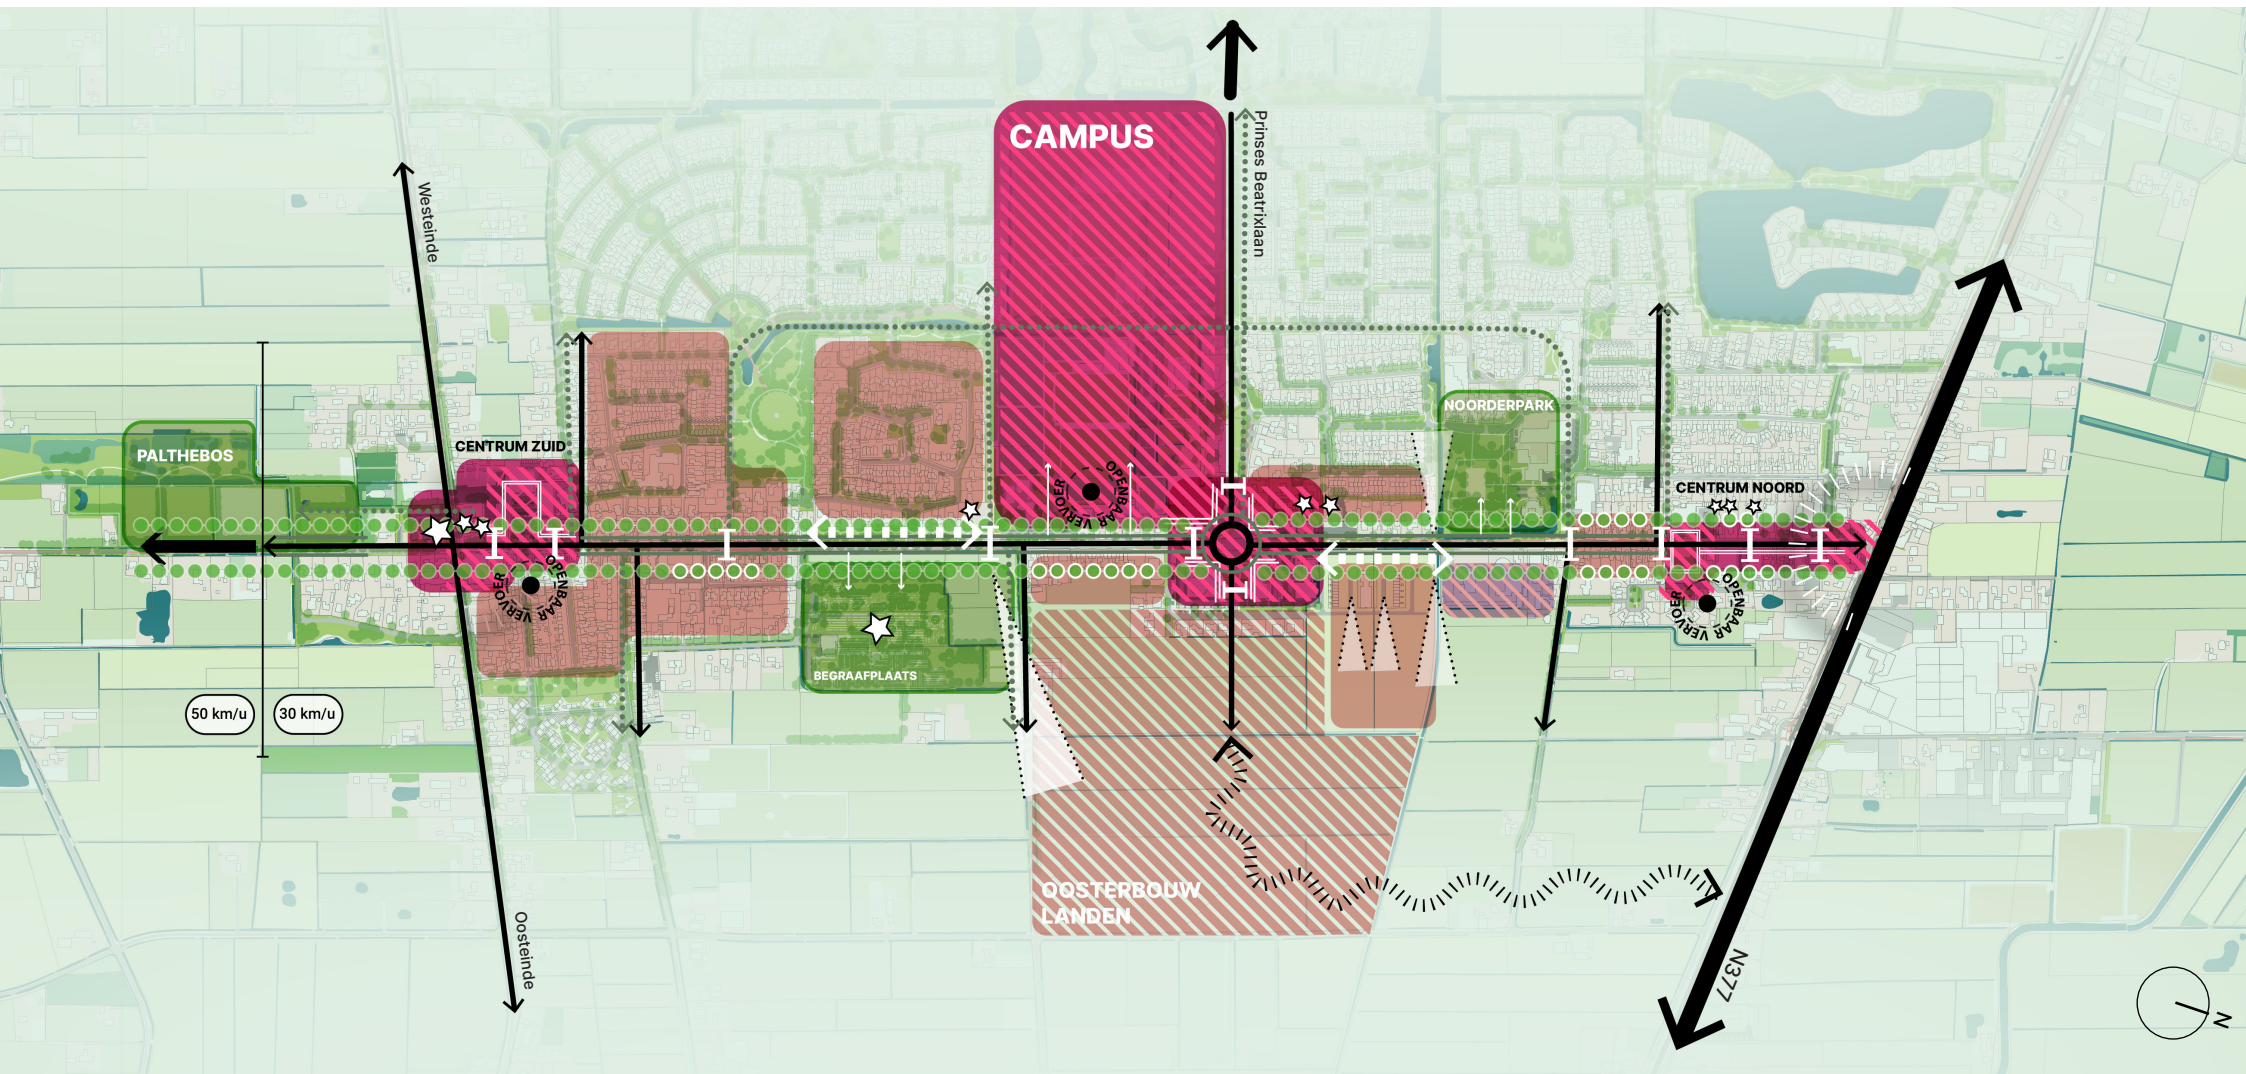 CAMPUS
Prinses Beatrixlaan
Westeinde
NOORDERPARK
CENTRUM ZUID
PALTHEBOS
CENTRUM NOORD
OPENBAAR VERVOER
OPENBAAR VERVOER
OPENBAAR VERVOER
BEGRAAFPLAATS
50 km/u
30 km/u
OOSTERBOUW
LANDEN
Oosteinde
N377
N